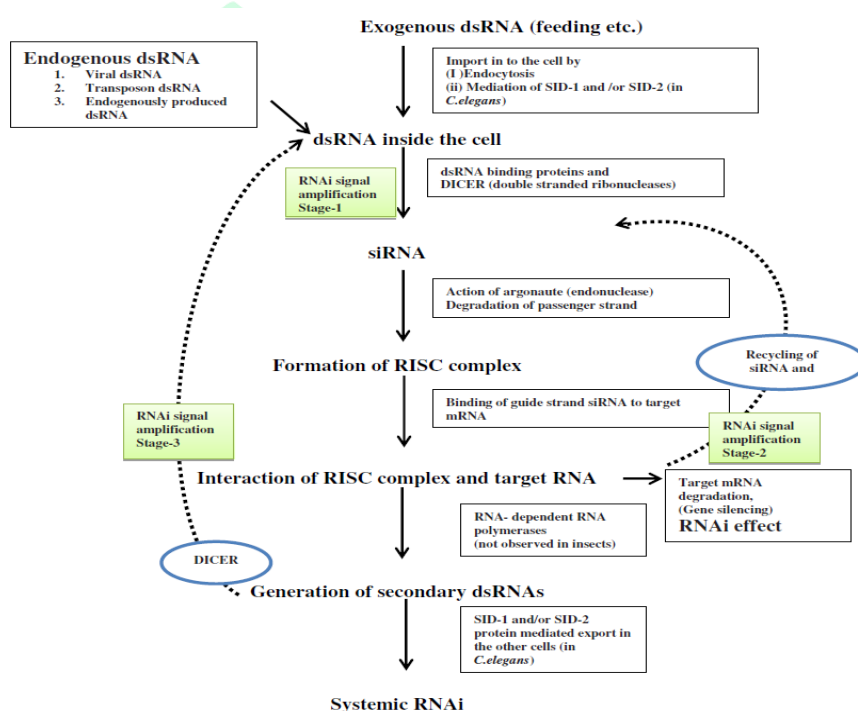 Exogenous dsRNA (feeding etc.)
Endogenous dsRNA
1. Viral dsRNA
2. Transposon dsRNA
3. Endogenously produced
dsRNA
Import in to the cell by
(I )Endocytosis
(ii) Mediation of SID-1 and /or SID-2 (in
C.elegans)
dsRNA inside the cell
RNAi signal
amplification
Stage-1
dsRNA binding proteins and
DICER (double stranded ribonucleases)
siRNA
Action of argonaute (endonuclease)
Degradation of passenger strand
Formation of RISC complex
Recycling of
siRNA and
Binding of guide strand siRNA to target
mRNA
RNAi signal
amplification
Stage-3
RNAi signal
amplification
Stage-2
Interaction of RISC complex and target RNA
Target mRNA
degradation,
(Gene silencing)
RNAi effect
RNA- dependent RNA
polymerases
(not observed in insects)
DICER
Generation of secondary dsRNAs
SID-1 and/or SID-2
protein mediated export in
the other cells (in
C.elegans)
Systemic RNAi